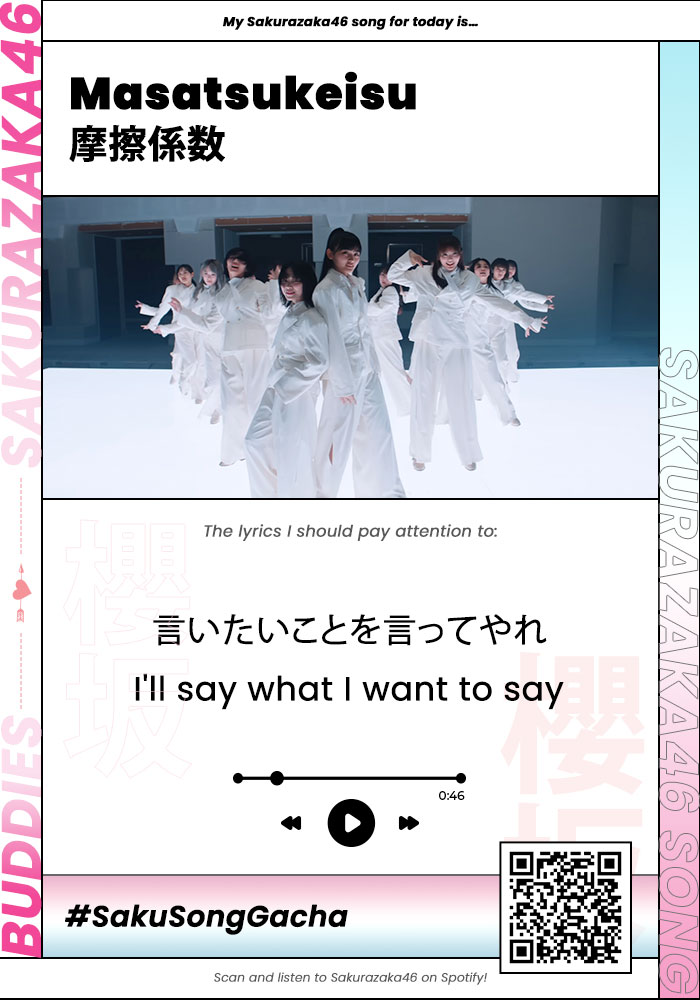 My Sakurazaka46 song for today is...
Masatsukeisu
摩擦係数
SAKURAZAKA46
BUDDIES
SAKURAZAKA46 SONG
The lyrics I should pay attention to:
櫻坂
言いたいことを言ってやれ
I'll say what I want to say
櫻坂
0:46
#SakuSongGacha
Scan and listen to Sakurazaka46 on Spotify!